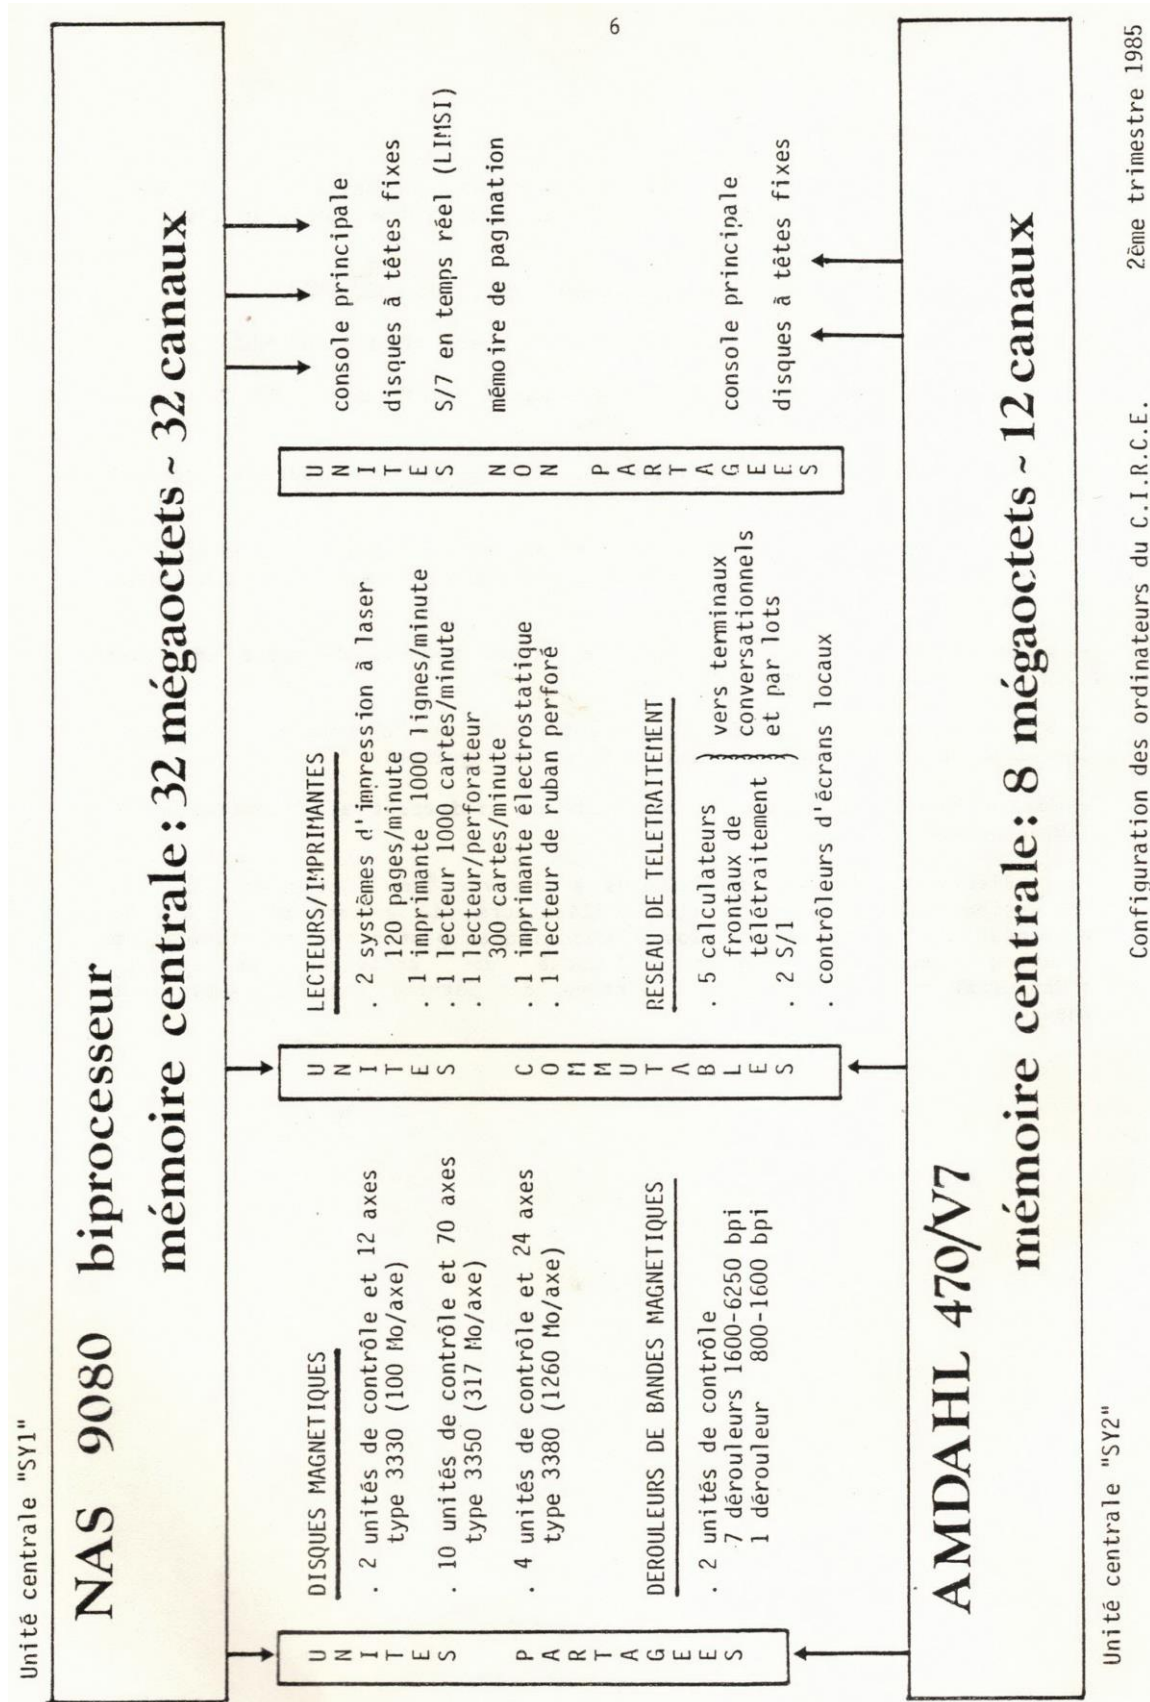 6
Unité centrale "SY1"
NAS 9080 biprocesseur
mémoire centrale : 32 mégaoctets ~ 32 canaux
UNITES PARTAGEES
DISQUES MAGNETIQUES
. 2 unités de contrôle et 12 axes
type 3330 (100 Mo/axe)
. 10 unités de contrôle et 70 axes
type 3350 (317 Mo/axe)
. 4 unités de contrôle et 24 axes
type 3380 (1260 Mo/axe)
DEROULEURS DE BANDES MAGNETIQUES
. 2 unités de contrôle
7 dérouleurs 1600-6250 bpi
1 dérouleur 800-1600 bpi
UNITES COMMUTABLES
LECTEURS/IMPRIMANTES
. 2 systèmes d'impression à laser
120 pages/minute
. 1 imprimante 1000 lignes/minute
. 1 lecteur 1000 cartes/minute
. 1 lecteur/perforateur
300 cartes/minute
. 1 imprimante électrostatique
. 1 lecteur de ruban perforé
RESEAU DE TELETRAITEMENT
. 5 calculateurs
frontaux de
télétraitement
. 2 S/1
vers terminaux
conversationnels
et par lots
. contrôleurs d'écrans locaux
UNITES NON PARTAGEES
console principale
disques à têtes fixes
S/7 en temps réel (LIMSI)
mémoire de pagination
console principale
disques à têtes fixes
AMDAHL 470/V7
mémoire centrale: 8 mégaoctets ~ 12 canaux
Unité centrale "SY2"
Configuration des ordinateurs du C.I.R.C.E.
2ème trimestre 1985